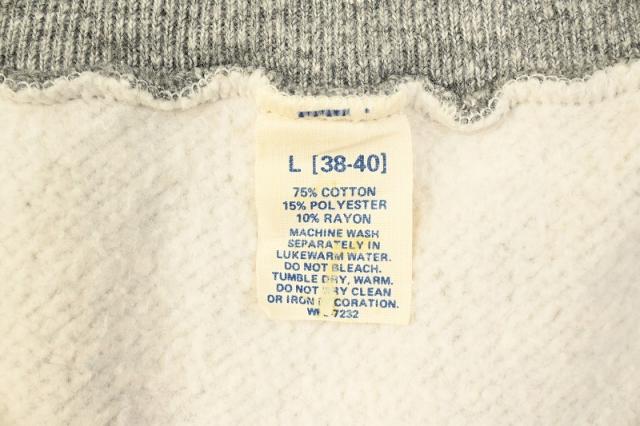 L [38-40]
75% COTTON
15% POLYESTER
10% RAYON
MACHINE WASH
SEPARATELY IN
LUKEWARM WATER.
DO NOT BLEACH.
TUMBLE DRY, WARM.
DO NOT DRY CLEAN
OR IRON
7232